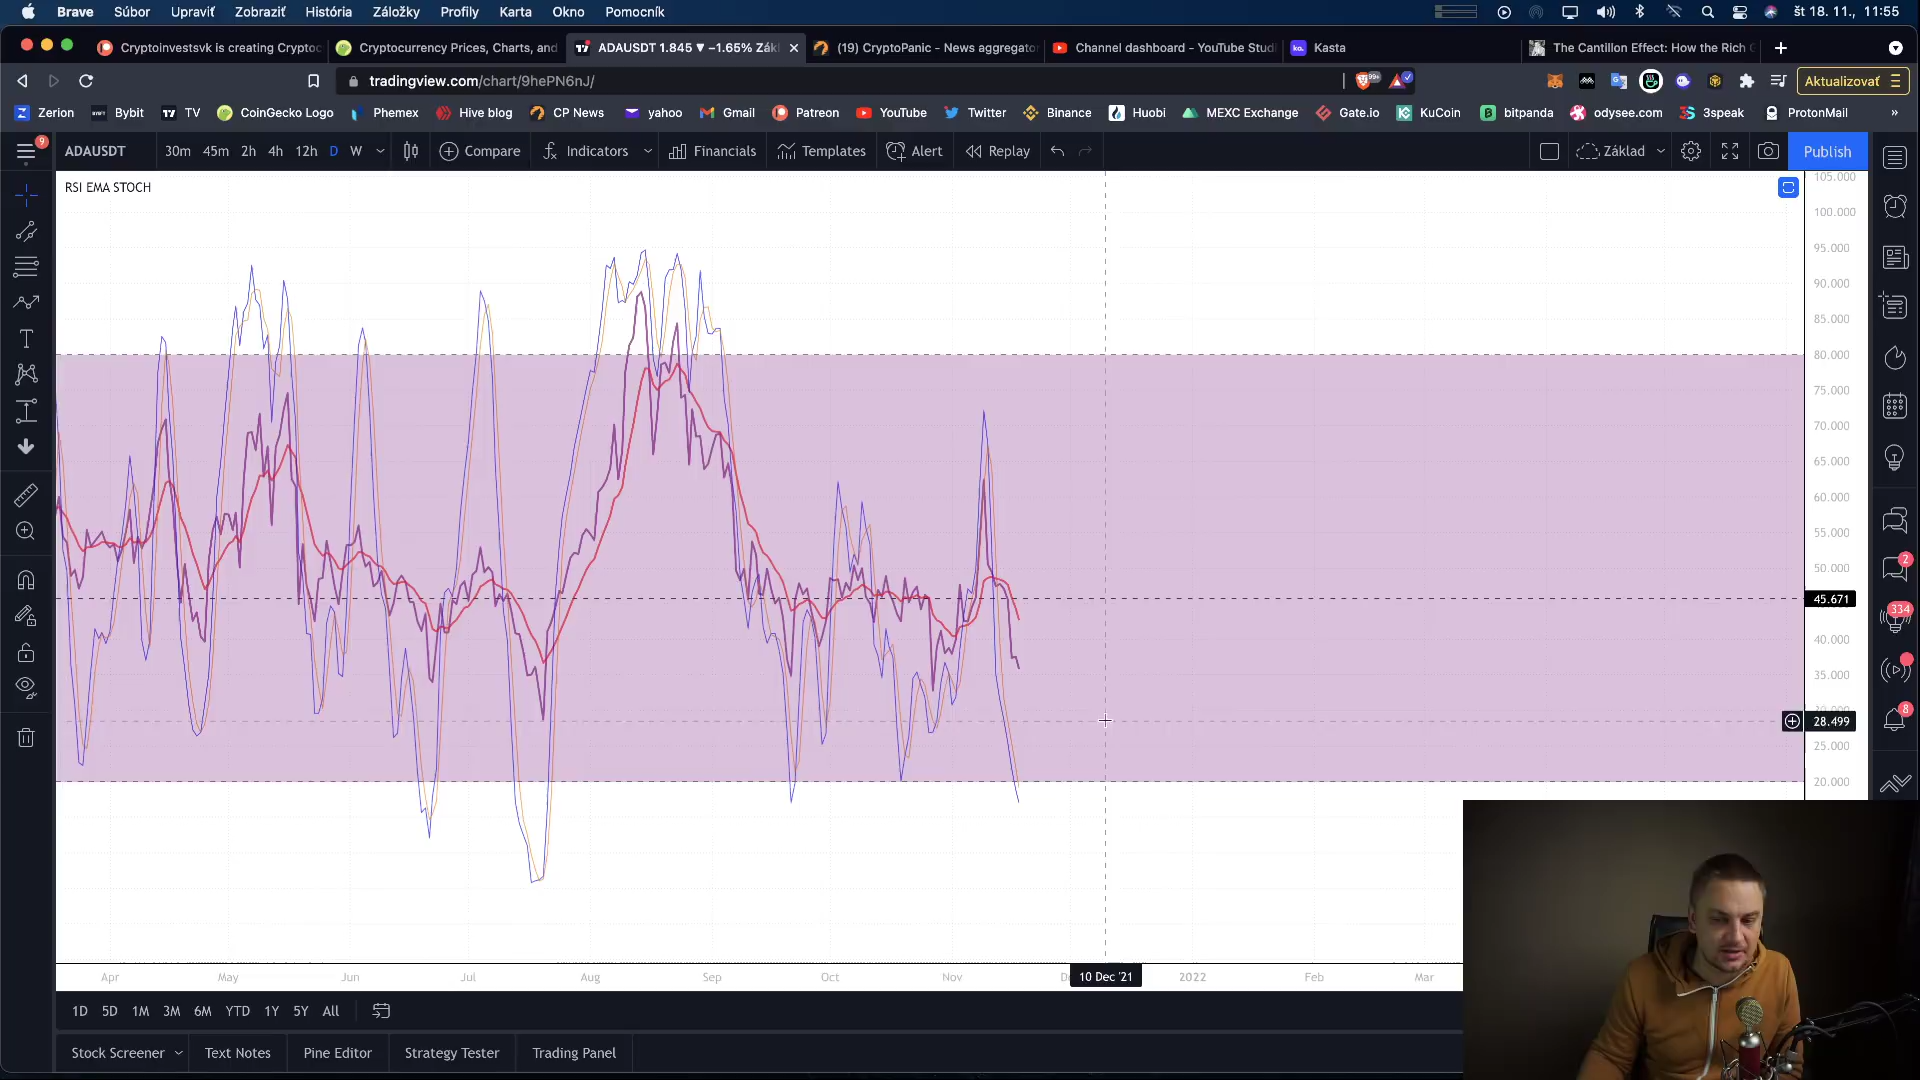 Brave Súbor Upraviť Zobraziť História Záložky Profily Karta Okno Pomocník št 18. 11., 11:55
Cryptoinvestsvk is creating Cryptoc Cryptocurrency Prices, Charts, and ADAUSDT 1.845 ▼ −1.65% Zákl (19) CryptoPanic - News aggregator Channel dashboard - YouTube Studi ka. Kasta The Cantillon Effect: How the Rich G
tradingview.com/chart/9hePN6nJ/ 99+ Aktualizovať
Zerion Bybit TV CoinGecko Logo Phemex Hive blog CP News yahoo Gmail Patreon YouTube Twitter Binance Huobi MEXC Exchange Gate.io KuCoin bitpanda odysee.com 3speak ProtonMail »
9 ADAUSDT 30m 45m 2h 4h 12h D W Compare Indicators Financials Templates Alert Replay Základ Publish
RSI EMA STOCH
105.000
100.000
95.000
90.000
85.000
80.000
75.000
70.000
65.000
60.000
55.000
50.000
45.671
40.000
35.000
28.499
25.000
20.000
2
334
8
Apr May Jun Jul Aug Sep Oct Nov 10 Dec '21 2022 Feb Mar
1D 5D 1M 3M 6M YTD 1Y 5Y All
Stock Screener Text Notes Pine Editor Strategy Tester Trading Panel